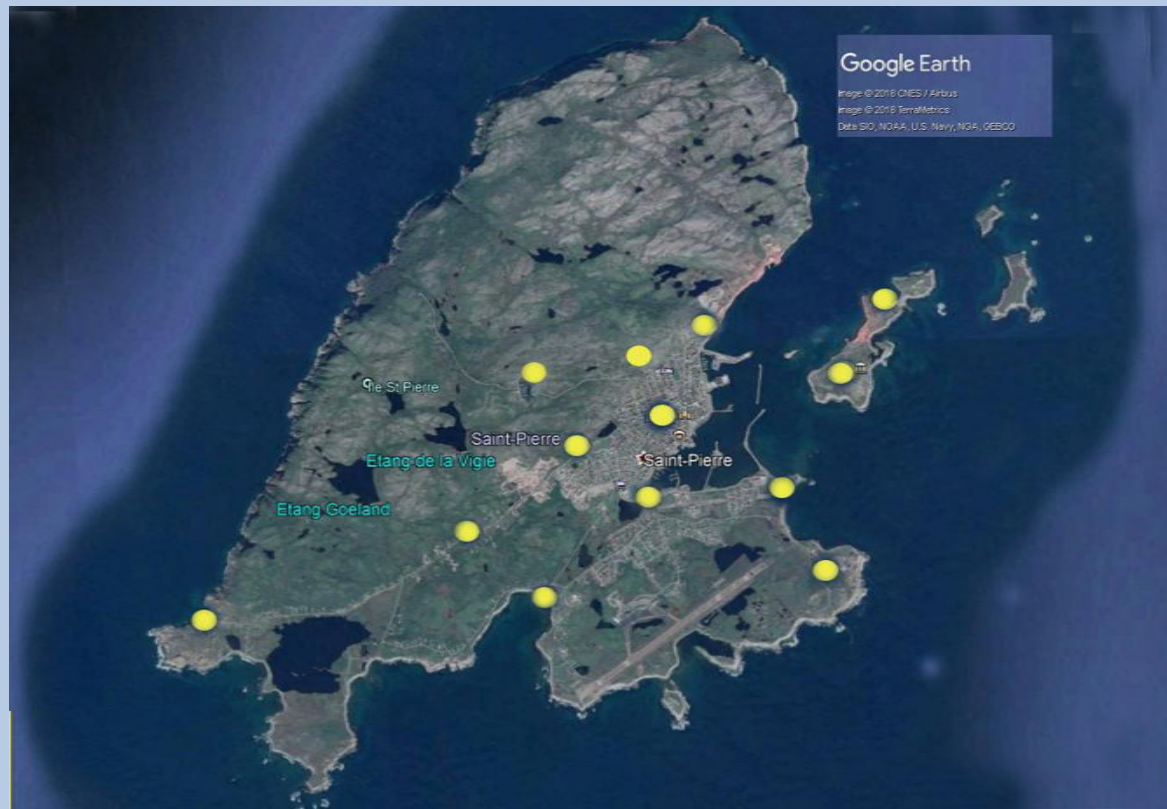 Google Earth
Image © 2018 CNES / Airbus
Image © 2018 TerraMetrics
Data SIO, NOAA, U.S. Navy, NGA, GEBCO
Île St Pierre
Saint-Pierre
Etang de la Vigie
Saint-Pierre
Etang Goeland